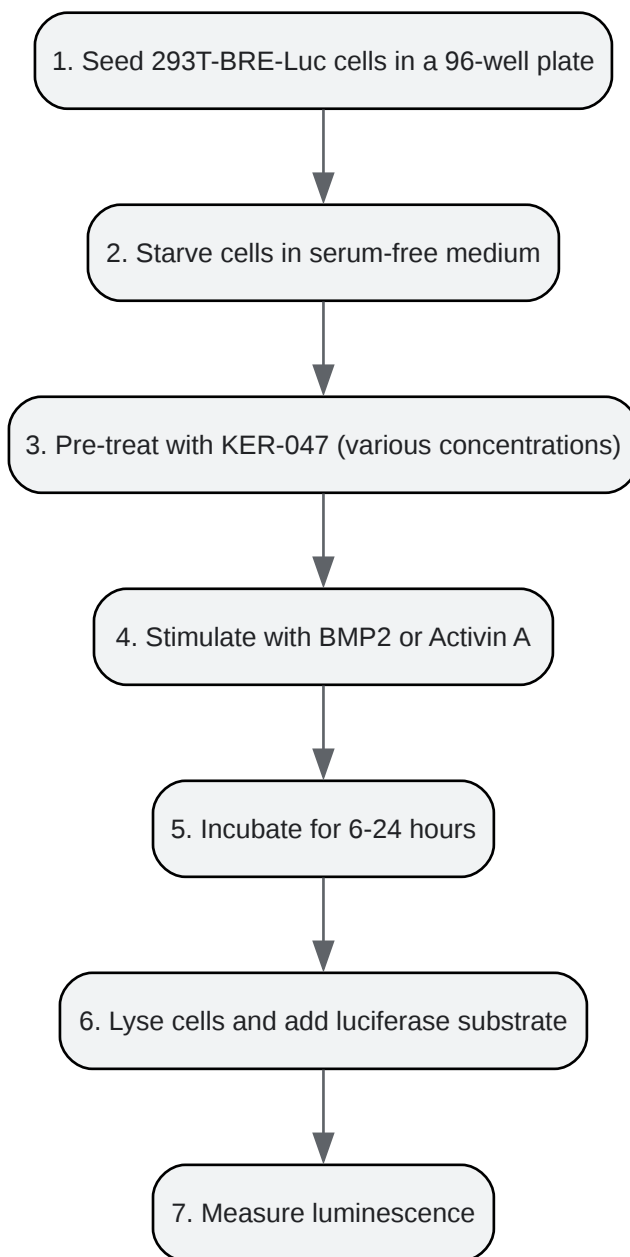 1. Seed 293T-BRE-Luc cells in a 96-well plate
2. Starve cells in serum-free medium
3. Pre-treat with KER-047 (various concentrations)
4. Stimulate with BMP2 or Activin A
5. Incubate for 6-24 hours
6. Lyse cells and add luciferase substrate
7. Measure luminescence